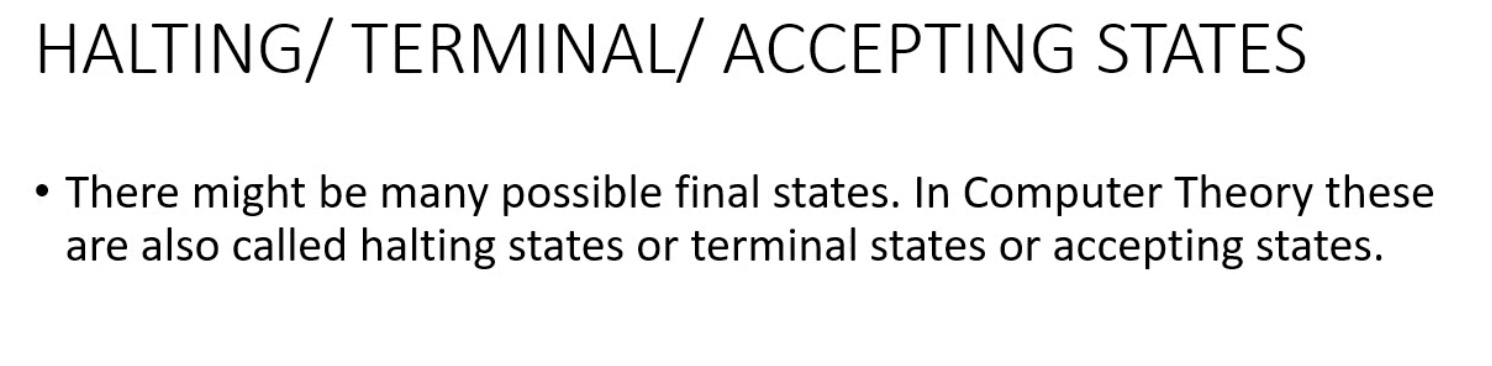 HALTING/ TERMINAL/ ACCEPTING STATES
• There might be many possible final states. In Computer Theory these
are also called halting states or terminal states or accepting states.